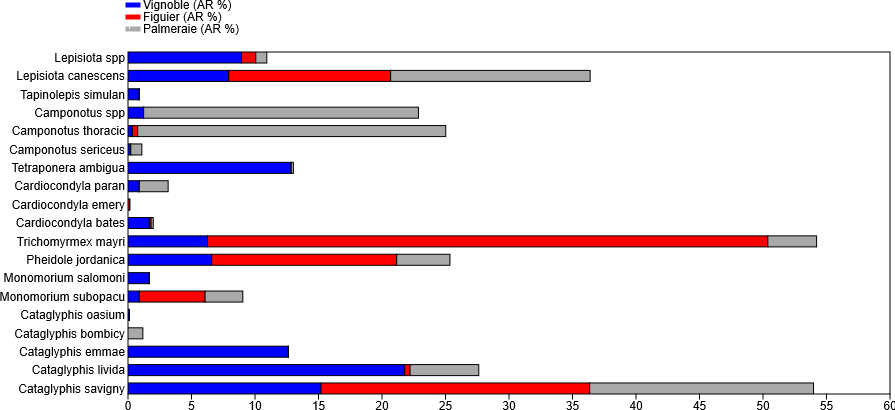 Vignoble (AR %)
Figuier (AR %)
Palmeraie (AR %)
Lepisiota spp
Lepisiota canescens
Tapinolepis simulan
Camponotus spp
Camponotus thoracic
Camponotus sericeus
Tetraponera ambigua
Cardiocondyla paran
Cardiocondyla emery
Cardiocondyla bates
Trichomyrmex mayri
Pheidole jordanica
Monomorium salomoni
Monomorium subopacu
Cataglyphis oasium
Cataglyphis bombicy
Cataglyphis emmae
Cataglyphis livida
Cataglyphis savigny
0 5 10 15 20 25 30 35 40 45 50 55 60